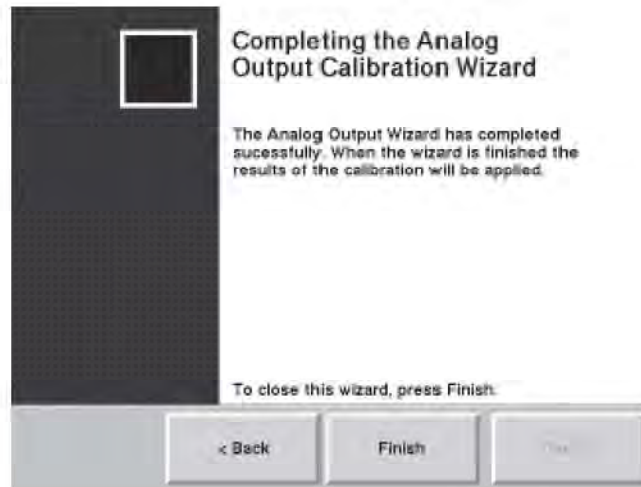 Completing the Analog
Output Calibration Wizard
The Analog Output Wizard has completed
sucessfully. When the wizard is finished the
results of the calibration will be applied.
To close this wizard, press Finish.
< Back
Finish